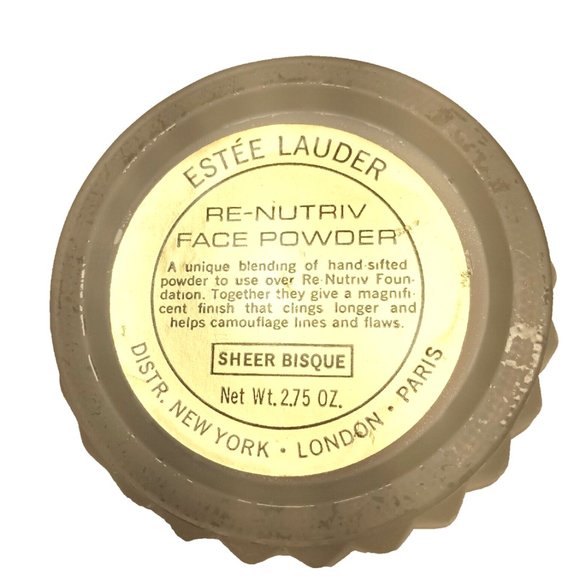 ESTÉE LAUDER
RE-NUTRIV
FACE POWDER
A unique blending of hand-sifted
powder to use over Re-Nutriv Foun-
dation. Together they give a magnifi-
cent finish that clings longer and
helps camouflage lines and flaws.
SHEER BISQUE
Net Wt. 2.75 OZ.
DISTR. NEW YORK • LONDON • PARIS